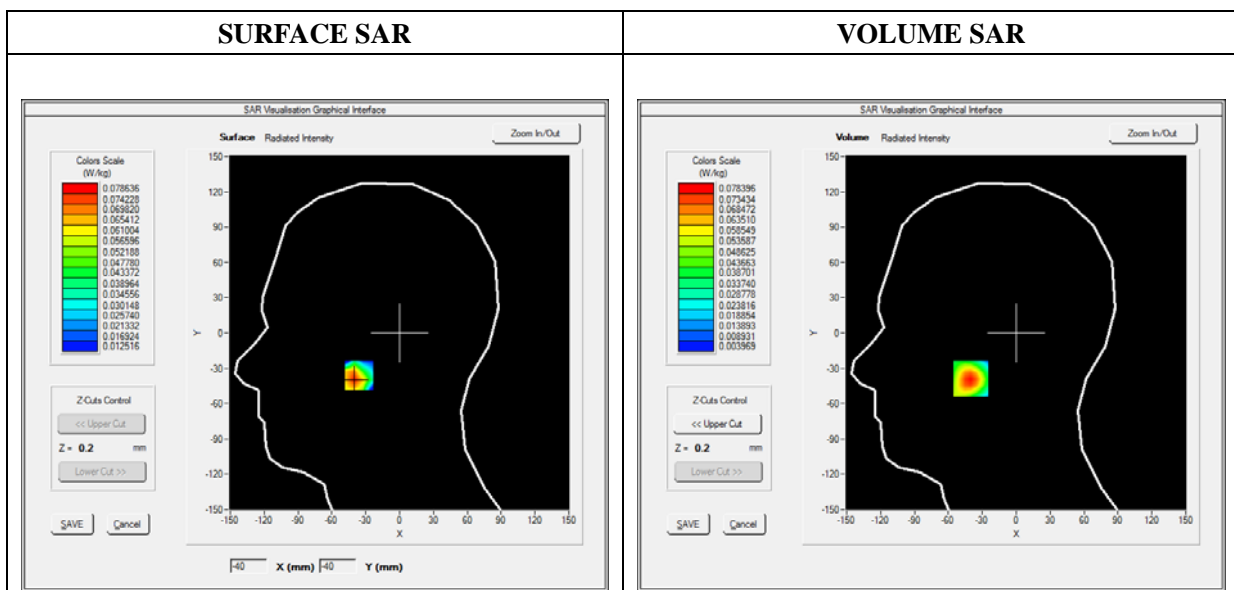 SURFACE SAR
VOLUME SAR
SAR Visualisation Graphical Interface
Surface Radiated Intensity
Zoom In/Out
Colors Scale
(W/kg)
0.078636
0.074228
0.069820
0.065412
0.061004
0.056596
0.052188
0.047780
0.043372
0.038964
0.034556
0.030148
0.025740
0.021332
0.016924
0.012516
Z-Cuts Control
<< Upper Cut
Z = 0.2 mm
Lower Cut >>
SAVE Cancel
150
120
90
60
30
Y 0
-30
-60
-90
-120
-150
-150 -120 -90 -60 -30 0 30 60 90 120 150
X
-40 X (mm) -40 Y (mm)
SAR Visualisation Graphical Interface
Volume Radiated Intensity
Zoom In/Out
Colors Scale
(W/kg)
0.078396
0.073434
0.068472
0.063510
0.058549
0.053587
0.048625
0.043663
0.038701
0.033740
0.028778
0.023816
0.018854
0.013893
0.008931
0.003969
Z-Cuts Control
<< Upper Cut
Z = 0.2 mm
Lower Cut >>
SAVE Cancel
150
120
90
60
30
Y 0
-30
-60
-90
-120
-150
-150 -120 -90 -60 -30 0 30 60 90 120 150
X